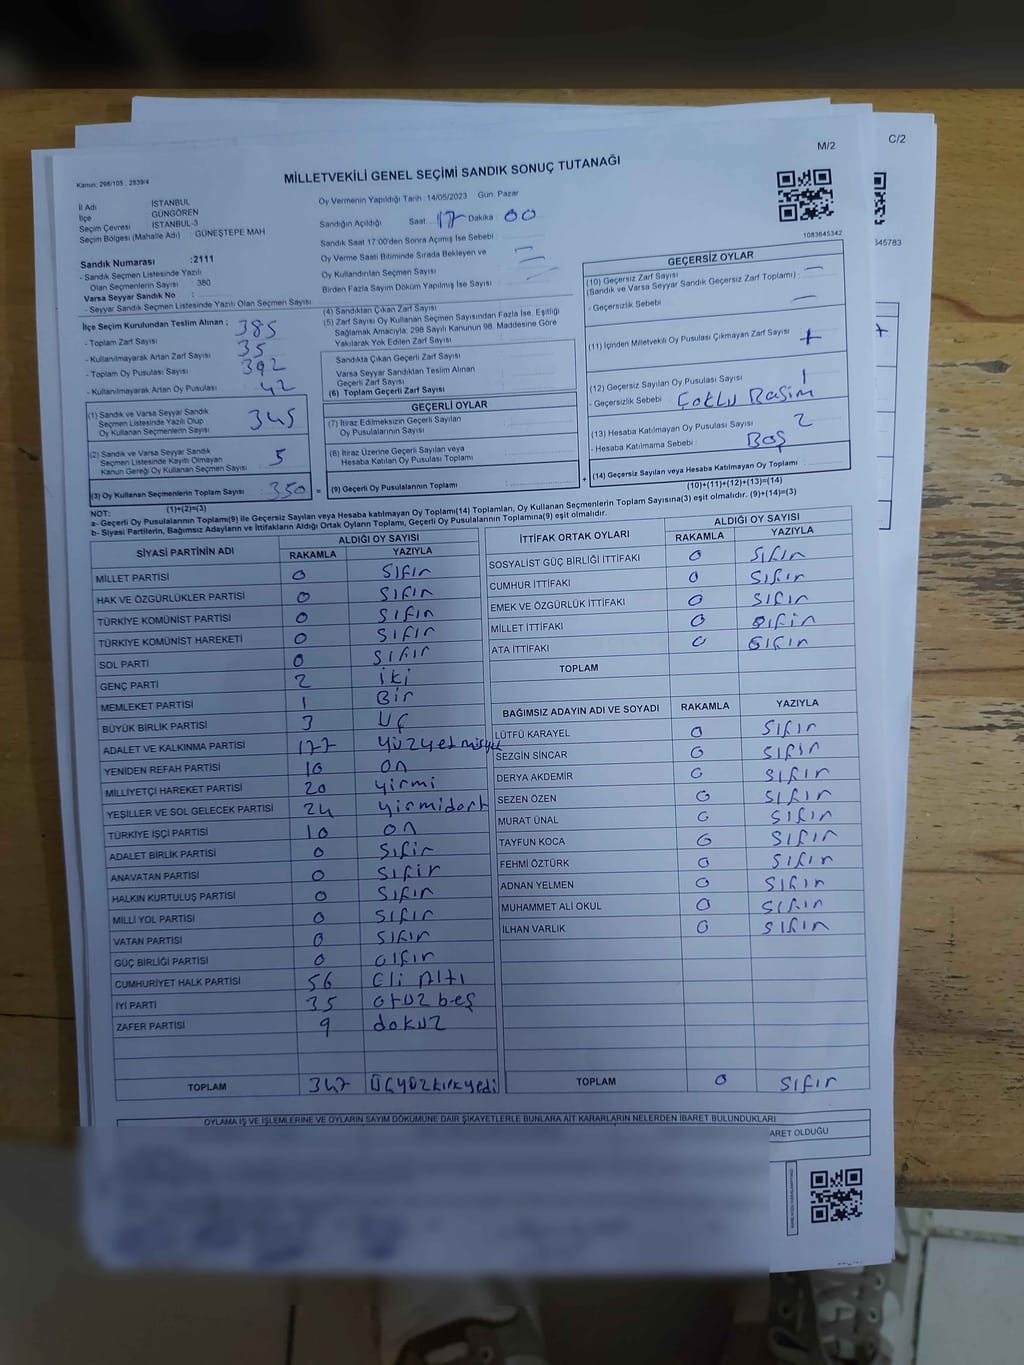 M/2
C/2
Kanun: 298/105 , 2839/4
MİLLETVEKİLİ GENEL SEÇİMİ SANDIK SONUÇ TUTANAĞI
İl Adı İSTANBUL
İlçe GÜNGÖREN
Seçim Çevresi İSTANBUL-3
Seçim Bölgesi (Mahalle Adı) : GÜNEŞTEPE MAH
Oy Vermenin Yapıldığı Tarih : 14/05/2023 Gün: Pazar
Sandığın Açıldığı Saat : 17 Dakika : 00
Sandık Saat 17:00'den Sonra Açımış İse Sebebi :
Oy Verme Saati Bitiminde Sırada Bekleyen ve
Oy Kullandırılan Seçmen Sayısı : —
Birden Fazla Sayım Döküm Yapılmış İse Sayısı : —
1083645342
45783
Sandık Numarası : 2111
- Sandık Seçmen Listesinde Yazılı
Olan Seçmenlerin Sayısı : 380
Varsa Seyyar Sandık No :
- Seyyar Sandık Seçmen Listesinde Yazılı Olan Seçmen Sayısı :
İlçe Seçim Kurulundan Teslim Alınan ;
- Toplam Zarf Sayısı : 385
- Kullanılmayarak Artan Zarf Sayısı : 35
- Toplam Oy Pusulası Sayısı : 392
- Kullanılmayarak Artan Oy Pusulası : 42
(1) Sandık ve Varsa Seyyar Sandık
Seçmen Listesinde Yazılı Olup
Oy Kullanan Seçmenlerin Sayısı : 345
(2) Sandık ve Varsa Seyyar Sandık
Seçmen Listesinde Kayıtlı Olmayan
Kanun Gereği Oy Kullanan Seçmen Sayısı : 5
(3) Oy Kullanan Seçmenlerin Toplam Sayısı : 350 =
(1)+(2)=(3)
(4) Sandıktan Çıkan Zarf Sayısı
(5) Zarf Sayısı Oy Kullanan Seçmen Sayısından Fazla İse, Eşitliği
Sağlamak Amacıyla, 298 Sayılı Kanunun 98. Maddesine Göre
Yakılarak Yok Edilen Zarf Sayısı :
Sandıkta Çıkan Geçerli Zarf Sayısı :
Varsa Seyyar Sandıktan Teslim Alınan
Geçerli Zarf Sayısı :
(6) Toplam Geçerli Zarf Sayısı :
GEÇERLİ OYLAR
(7) İtiraz Edilmeksizin Geçerli Sayılan
Oy Pusulalarının Sayısı :
(8) İtiraz Üzerine Geçerli Sayılan veya
Hesaba Katılan Oy Pusulası Toplamı :
(9) Geçerli Oy Pusulalarının Toplamı : +
GEÇERSİZ OYLAR
(10) Geçersiz Zarf Sayısı
(Sandık ve Varsa Seyyar Sandık Geçersiz Zarf Toplamı) : —
- Geçersizlik Sebebi : —
(11) İçinden Milletvekili Oy Pusulası Çıkmayan Zarf Sayısı :
(12) Geçersiz Sayılan Oy Pusulası Sayısı : 1
- Geçersizlik Sebebi : Çoklu Basim
(13) Hesaba Katılmayan Oy Pusulası Sayısı : 2
- Hesaba Katılmama Sebebi : Boş
(14) Geçersiz Sayılan veya Hesaba Katılmayan Oy Toplamı :
(10)+(11)+(12)+(13)=(14)
NOT:
a- Geçerli Oy Pusulalarının Toplamı(9) ile Geçersiz Sayılan veya Hesaba katılmayan Oy Toplamı(14) Toplamları, Oy Kullanan Seçmenlerin Toplam Sayısına(3) eşit olmalıdır. (9)+(14)=(3)
b- Siyasi Partilerin, Bağımsız Adayların ve İttifakların Aldığı Ortak Oyların Toplamı, Geçerli Oy Pusulalarının Toplamına(9) eşit olmalıdır.
SİYASİ PARTİNİN ADI ALDIĞI OY SAYISI
RAKAMLA YAZIYLA
MİLLET PARTİSİ 0 Sıfır
HAK VE ÖZGÜRLÜKLER PARTİSİ 0 Sıfır
TÜRKİYE KOMÜNİST PARTİSİ 0 Sıfır
TÜRKİYE KOMÜNİST HAREKETİ 0 Sıfır
SOL PARTİ 0 Sıfır
GENÇ PARTİ 2 iki
MEMLEKET PARTİSİ 1 Bir
BÜYÜK BİRLİK PARTİSİ 3 Üç
ADALET VE KALKINMA PARTİSİ 177
YENİDEN REFAH PARTİSİ 10 on
MİLLİYETÇİ HAREKET PARTİSİ 20 yirmi
YEŞİLLER VE SOL GELECEK PARTİSİ 24 yirmidört
TÜRKİYE İŞÇİ PARTİSİ 10 on
ADALET BİRLİK PARTİSİ 0 Sıfır
ANAVATAN PARTİSİ 0 Sıfır
HALKIN KURTULUŞ PARTİSİ 0 Sıfır
MİLLİ YOL PARTİSİ 0 Sıfır
VATAN PARTİSİ 0 Sıfır
GÜÇ BİRLİĞİ PARTİSİ 0 Sıfır
CUMHURİYET HALK PARTİSİ 56 Eli Altı
İYİ PARTİ 35 otuz beş
ZAFER PARTİSİ 9 dokuz
TOPLAM 347 Üçyüzkırkyedi
İTTİFAK ORTAK OYLARI ALDIĞI OY SAYISI
RAKAMLA YAZIYLA
SOSYALİST GÜÇ BİRLİĞİ İTTİFAKI 0 Sıfır
CUMHUR İTTİFAKI 0 Sıfır
EMEK VE ÖZGÜRLÜK İTTİFAKI 0 Sıfır
MİLLET İTTİFAKI 0 Sıfır
ATA İTTİFAKI 0 Sıfır
TOPLAM
BAĞIMSIZ ADAYIN ADI VE SOYADI RAKAMLA YAZIYLA
LÜTFÜ KARAYEL 0 Sıfır
SEZGİN SİNCAR 0 Sıfır
DERYA AKDEMİR 0 Sıfır
SEZEN ÖZEN 0 Sıfır
MURAT ÜNAL 0 Sıfır
TAYFUN KOCA 0 Sıfır
FEHMİ ÖZTÜRK 0 Sıfır
ADNAN YELMEN 0 Sıfır
MUHAMMET ALİ OKUL 0 Sıfır
İLHAN VARLIK 0 Sıfır
TOPLAM 0 Sıfır
OYLAMA İŞ VE İŞLEMLERİNE VE OYLARIN SAYIM DÖKÜMÜNE DAİR ŞİKAYETLERLE BUNLARA AİT KARARLARIN NELERDEN İBARET BULUNDUKLARI
ARET OLDUĞU